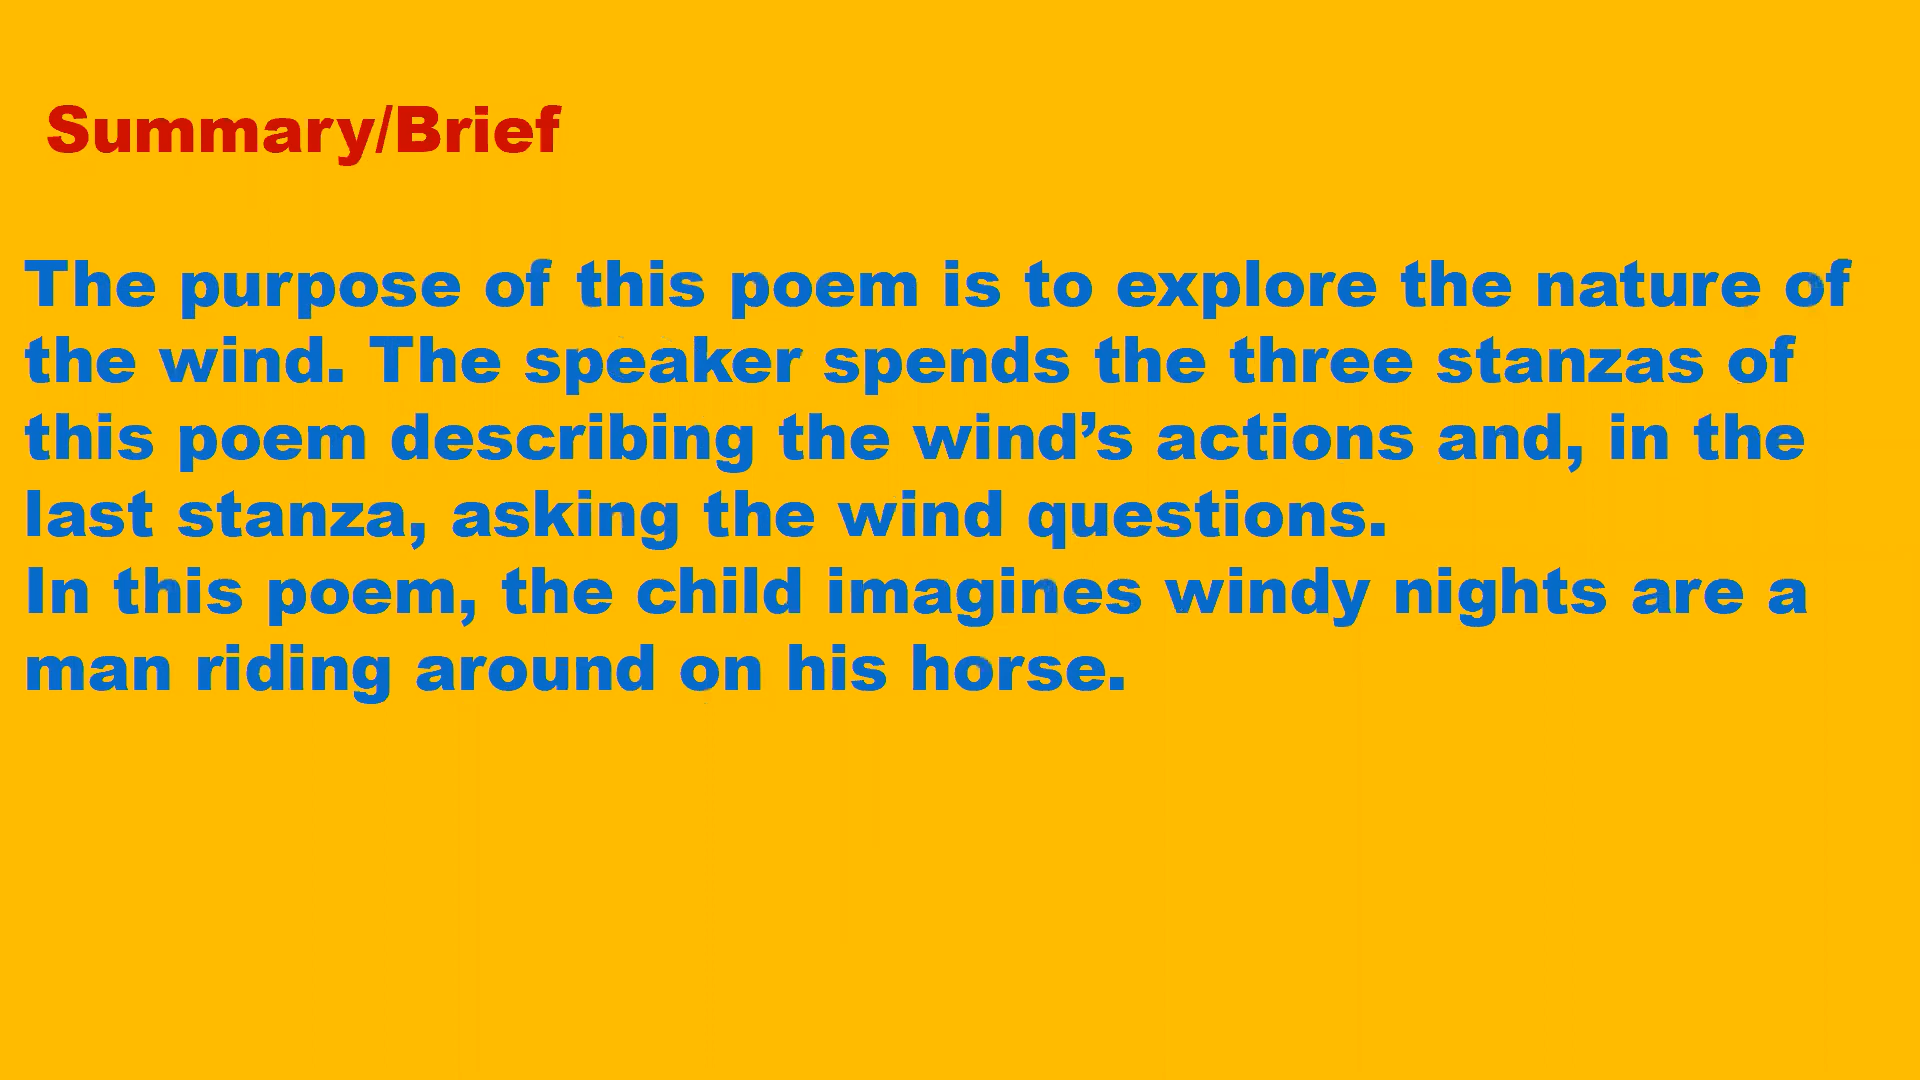 Summary/Brief
The purpose of this poem is to explore the nature of
the wind. The speaker spends the three stanzas of
this poem describing the wind’s actions and, in the
last stanza, asking the wind questions.
In this poem, the child imagines windy nights are a
man riding around on his horse.